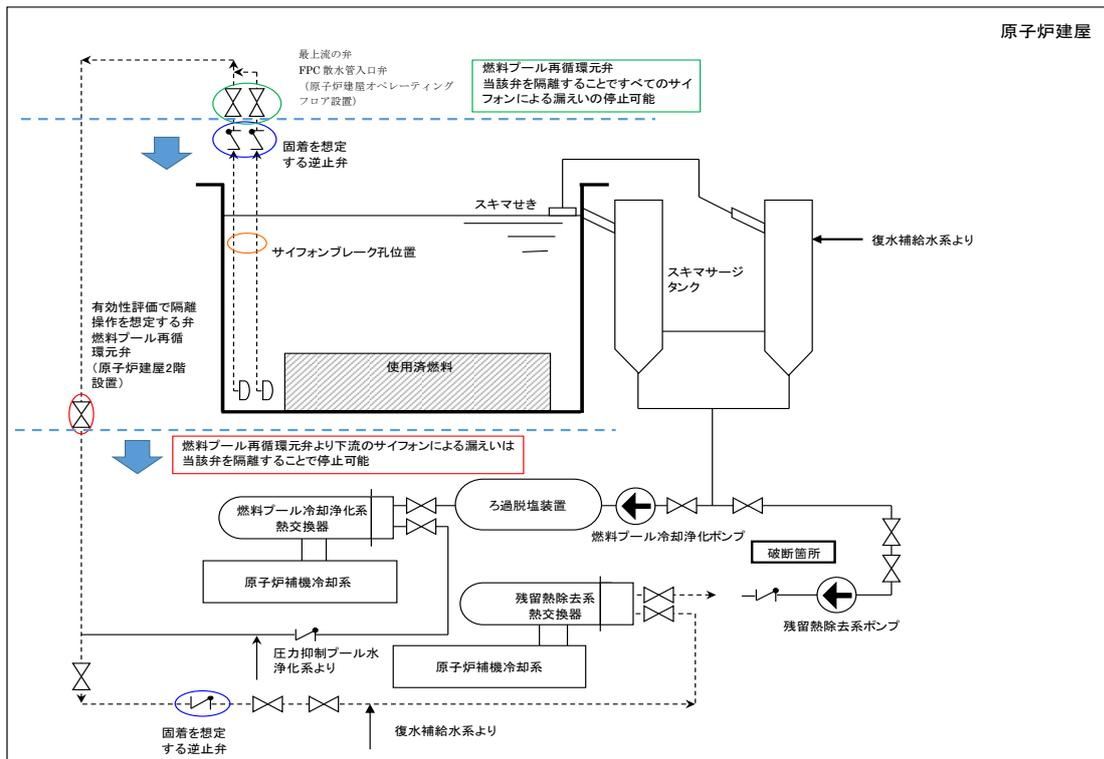 原子炉建屋
最上流の弁
FPC 散水管入口弁
（原子炉建屋オペレーティング
フロア設置）
燃料プール再循環元弁
当該弁を隔離することですべてのサイ
フォンによる漏えいの停止可能
固着を想定
する逆止弁
スキマせき
サイフォンブレーク孔位置
復水補給水系より
スキマサージ
タンク
有効性評価で隔離
操作を想定する弁
燃料プール再循
環元弁
（原子炉建屋2階
設置）
使用済燃料
燃料プール再循環元弁より下流のサイフォンによる漏えいは
当該弁を隔離することで停止可能
燃料プール冷却浄化系
熱交換器
ろ過脱塩装置
燃料プール冷却浄化ポンプ
破断箇所
原子炉補機冷却系
残留熱除去系
熱交換器
残留熱除去系ポンプ
圧力抑制プール水
浄化系より
原子炉補機冷却系
固着を想定
する逆止弁
復水補給水系より